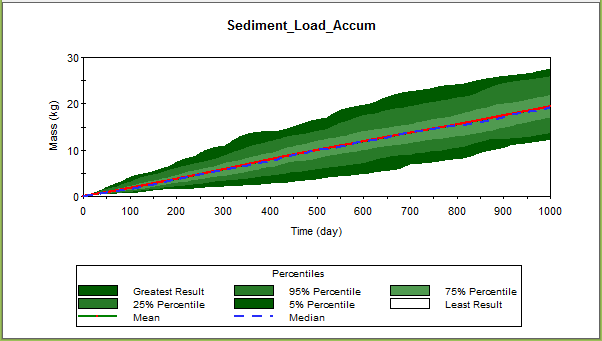 Sediment_Load_Accum
30
20
10
0
Mass (kg)
0 100 200 300 400 500 600 700 800 900 1000
Time (day)
Percentiles
Greatest Result 95% Percentile 75% Percentile
25% Percentile 5% Percentile Least Result
Mean Median